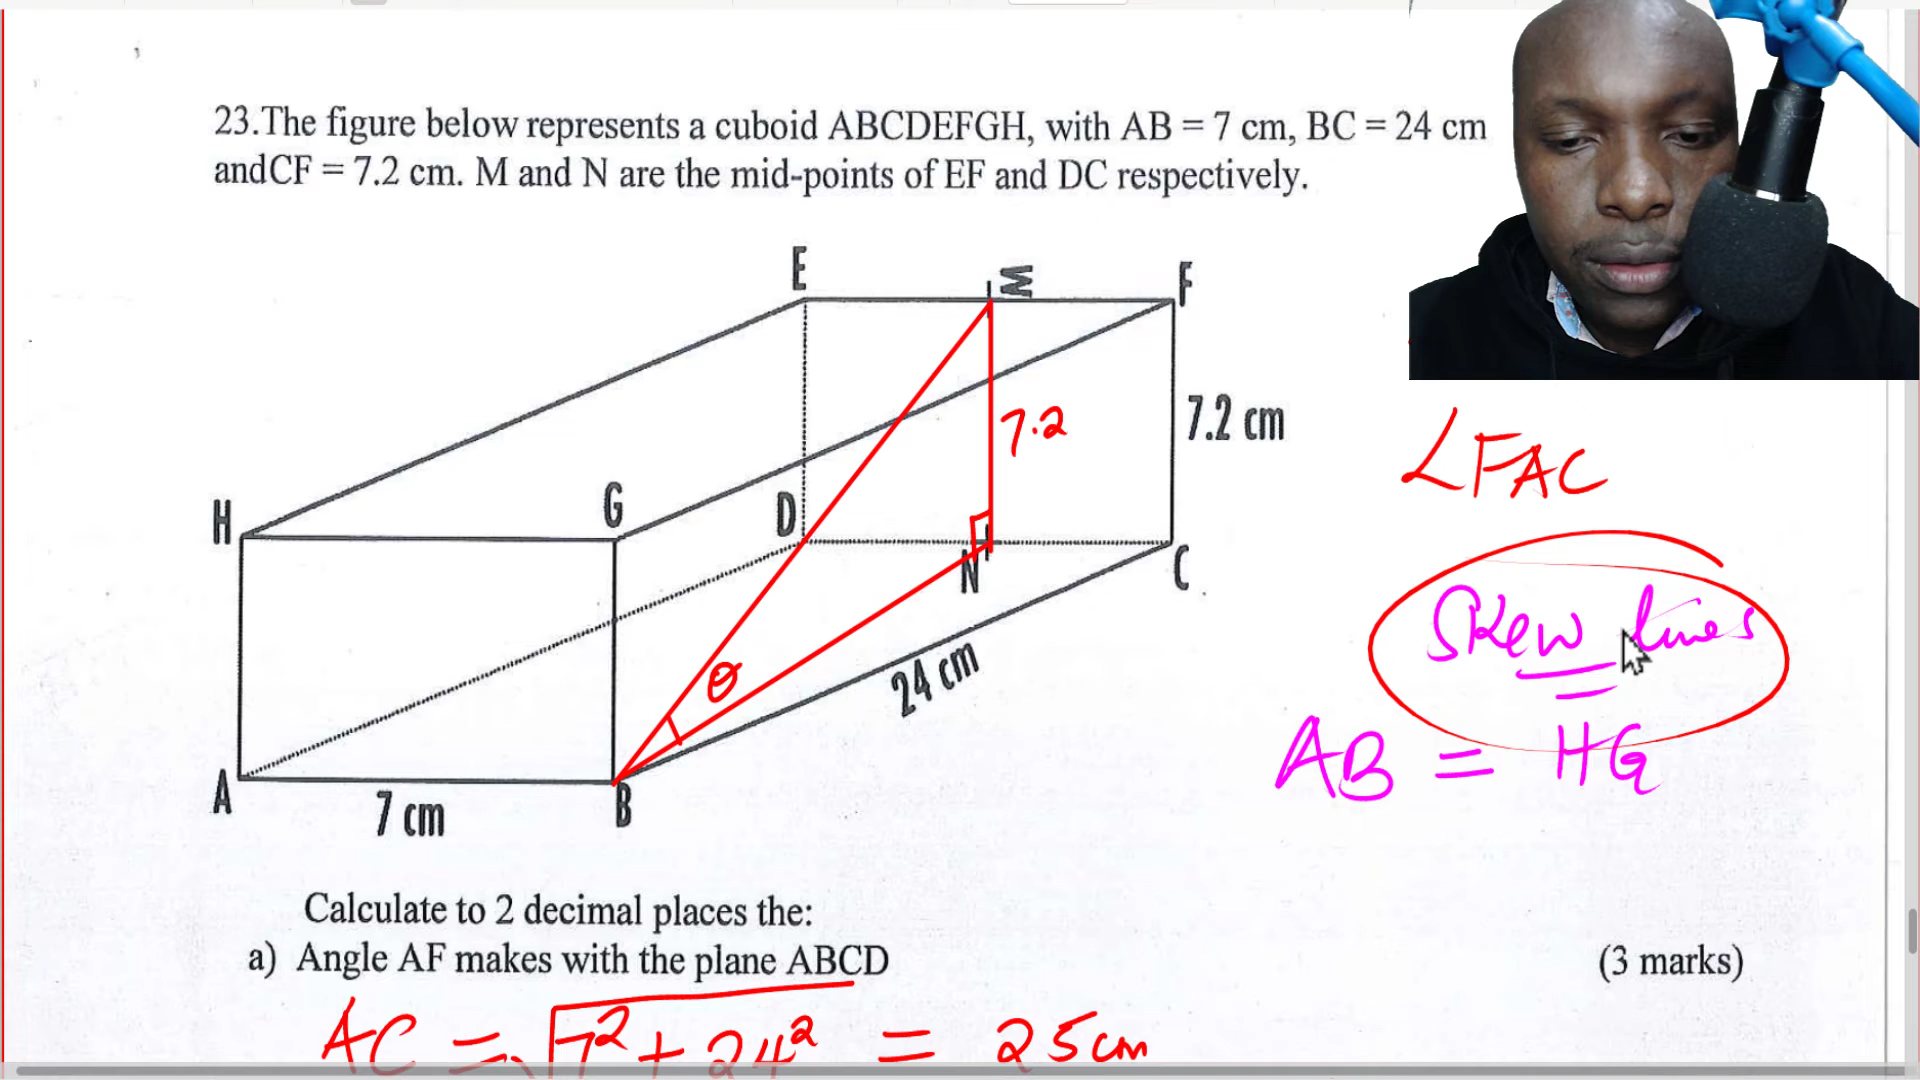 23.The figure below represents a cuboid ABCDEFGH, with AB = 7 cm, BC = 24 cm
andCF = 7.2 cm. M and N are the mid-points of EF and DC respectively.
E
M
F
7.2
7.2 cm
∠FAC
H
G
D
N
C
Skew lines
θ
24 cm
AB = HG
A
7 cm
B
Calculate to 2 decimal places the:
a) Angle AF makes with the plane ABCD (3 marks)
AC = √7² + 24² = 25cm